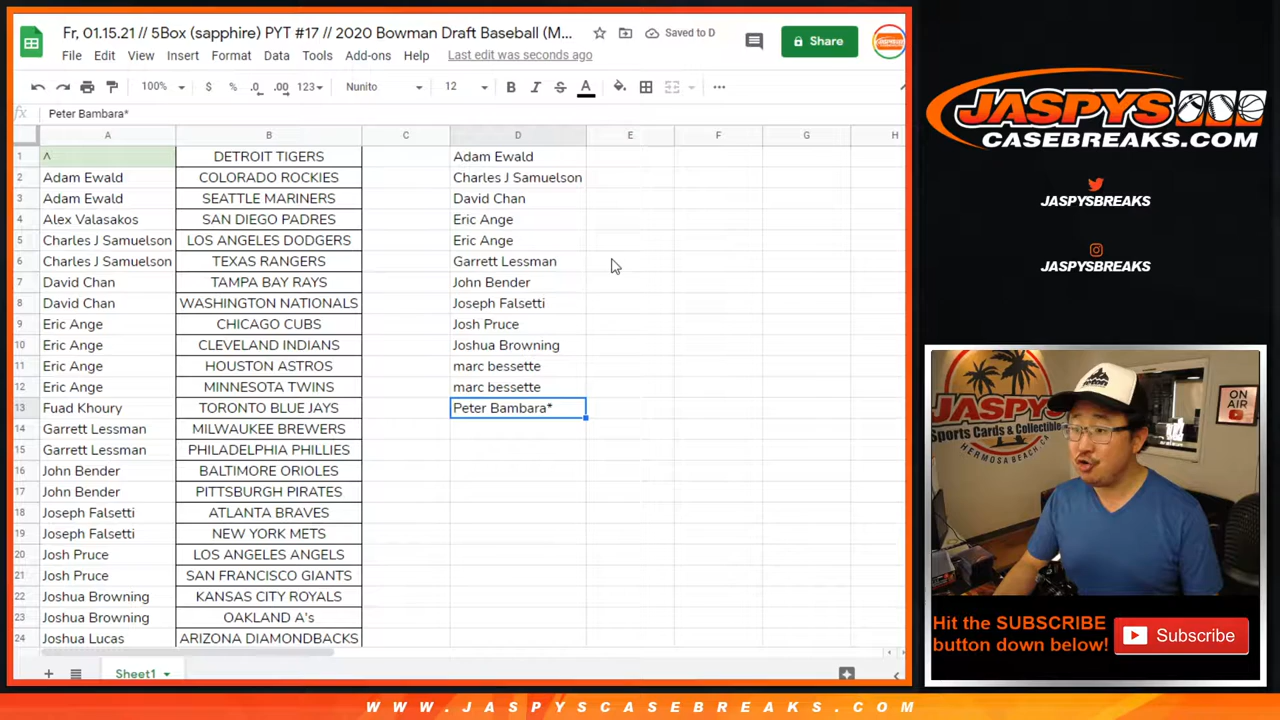 Fr, 01.15.21 // 5Box (sapphire) PYT #17 // 2020 Bowman Draft Baseball (M...
Saved to D
Share
File Edit View Insert Format Data Tools Add-ons Help Last edit was seconds ago
100% $ % .0 .00 123 Nunito 12 B I S A
fx Peter Bambara*
A B C D E F G H
1 ^ DETROIT TIGERS Adam Ewald
2 Adam Ewald COLORADO ROCKIES Charles J Samuelson
3 Adam Ewald SEATTLE MARINERS David Chan
4 Alex Valasakos SAN DIEGO PADRES Eric Ange
5 Charles J Samuelson LOS ANGELES DODGERS Eric Ange
6 Charles J Samuelson TEXAS RANGERS Garrett Lessman
7 David Chan TAMPA BAY RAYS John Bender
8 David Chan WASHINGTON NATIONALS Joseph Falsetti
9 Eric Ange CHICAGO CUBS Josh Pruce
10 Eric Ange CLEVELAND INDIANS Joshua Browning
11 Eric Ange HOUSTON ASTROS marc bessette
12 Eric Ange MINNESOTA TWINS marc bessette
13 Fuad Khoury TORONTO BLUE JAYS Peter Bambara*
14 Garrett Lessman MILWAUKEE BREWERS
15 Garrett Lessman PHILADELPHIA PHILLIES
16 John Bender BALTIMORE ORIOLES
17 John Bender PITTSBURGH PIRATES
18 Joseph Falsetti ATLANTA BRAVES
19 Joseph Falsetti NEW YORK METS
20 Josh Pruce LOS ANGELES ANGELS
21 Josh Pruce SAN FRANCISCO GIANTS
22 Joshua Browning KANSAS CITY ROYALS
23 Joshua Browning OAKLAND A's
24 Joshua Lucas ARIZONA DIAMONDBACKS
Sheet1
JASPYS
CASEBREAKS.COM
JASPYSBREAKS
JASPYSBREAKS
JASPYS
Sports Cards & Collectible
HERMOSA BEACH, CA
ON AIR
Hit the SUBSCRIBE
button down below!
Subscribe
WWW.JASPYSCASEBREAKS.COM